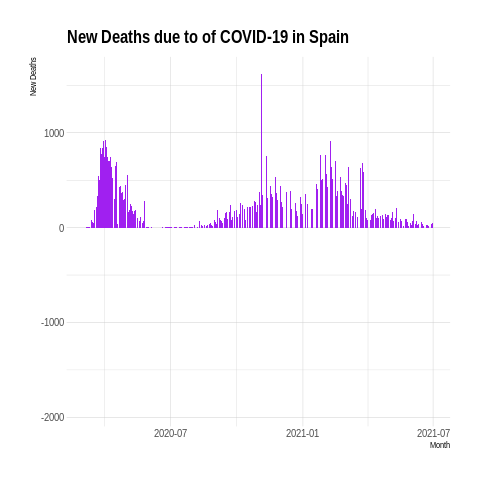 New Deaths due to of COVID-19 in Spain
New Deaths
1000
0
-1000
-2000
2020-07
2021-01
2021-07
Month